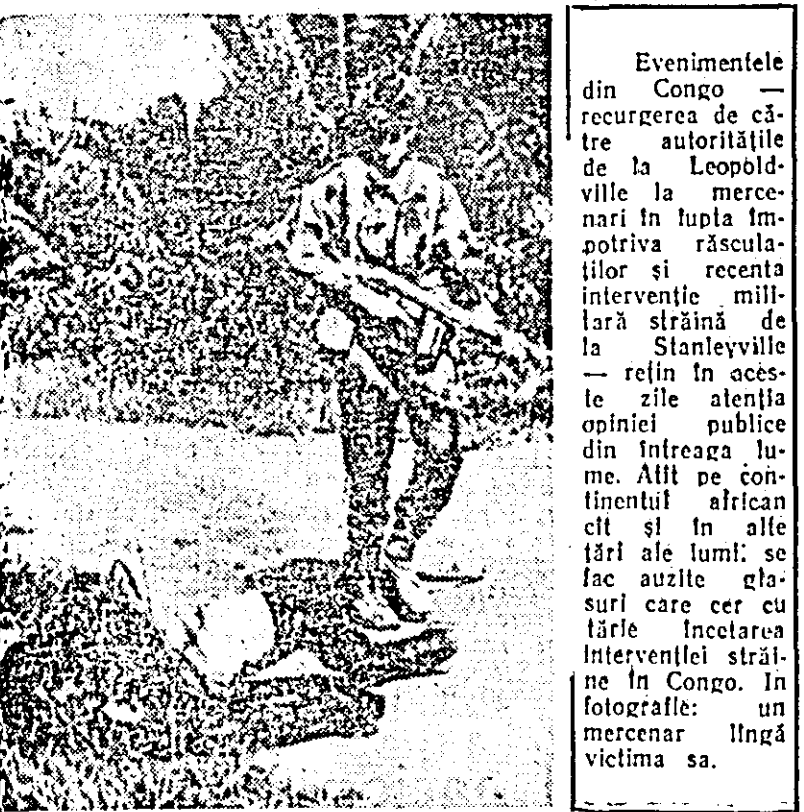 Evenimentele
din Congo —
recurgerea de că-
tre autoritățile
de la Leopold-
ville la merce-
nari în lupta îm-
potriva răscula-
ților și recenta
intervenție mili-
tară străină de
la Stanleyville
— rețin în aces-
te zile atenția
opiniei publice
din întreaga lu-
me. Atît pe con-
tinentul african
cît și în alte
țări ale lumii se
fac auzite gla-
suri care cer cu
tărie încetarea
intervenției străi-
ne în Congo. In
fotografie: un
mercenar lîngă
victima sa.